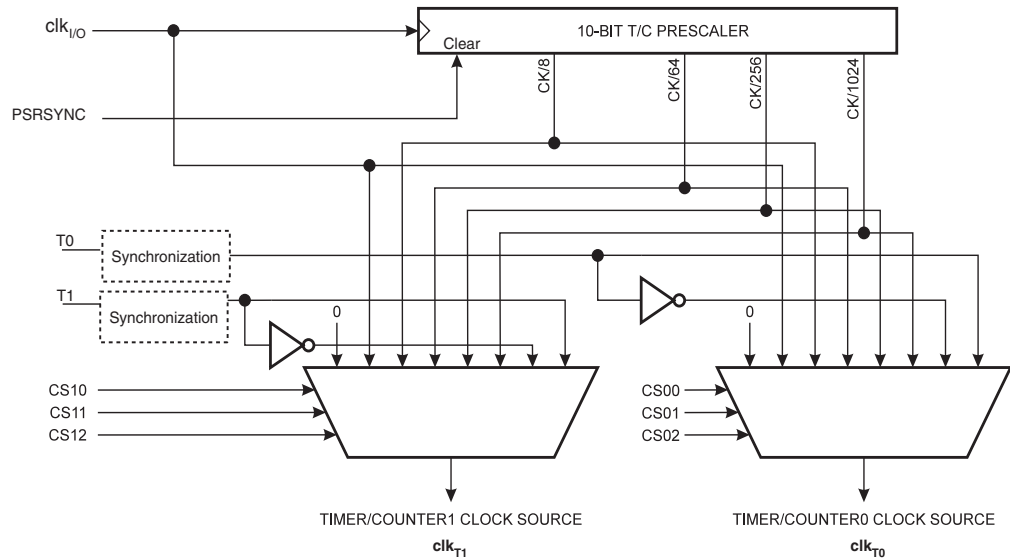 clkI/O
10-BIT T/C PRESCALER
Clear
CK/8
CK/64
CK/256
CK/1024
PSRSYNC
T0
Synchronization
T1
Synchronization
0
0
CS10
CS11
CS12
CS00
CS01
CS02
TIMER/COUNTER1 CLOCK SOURCE
clkT1
TIMER/COUNTER0 CLOCK SOURCE
clkT0